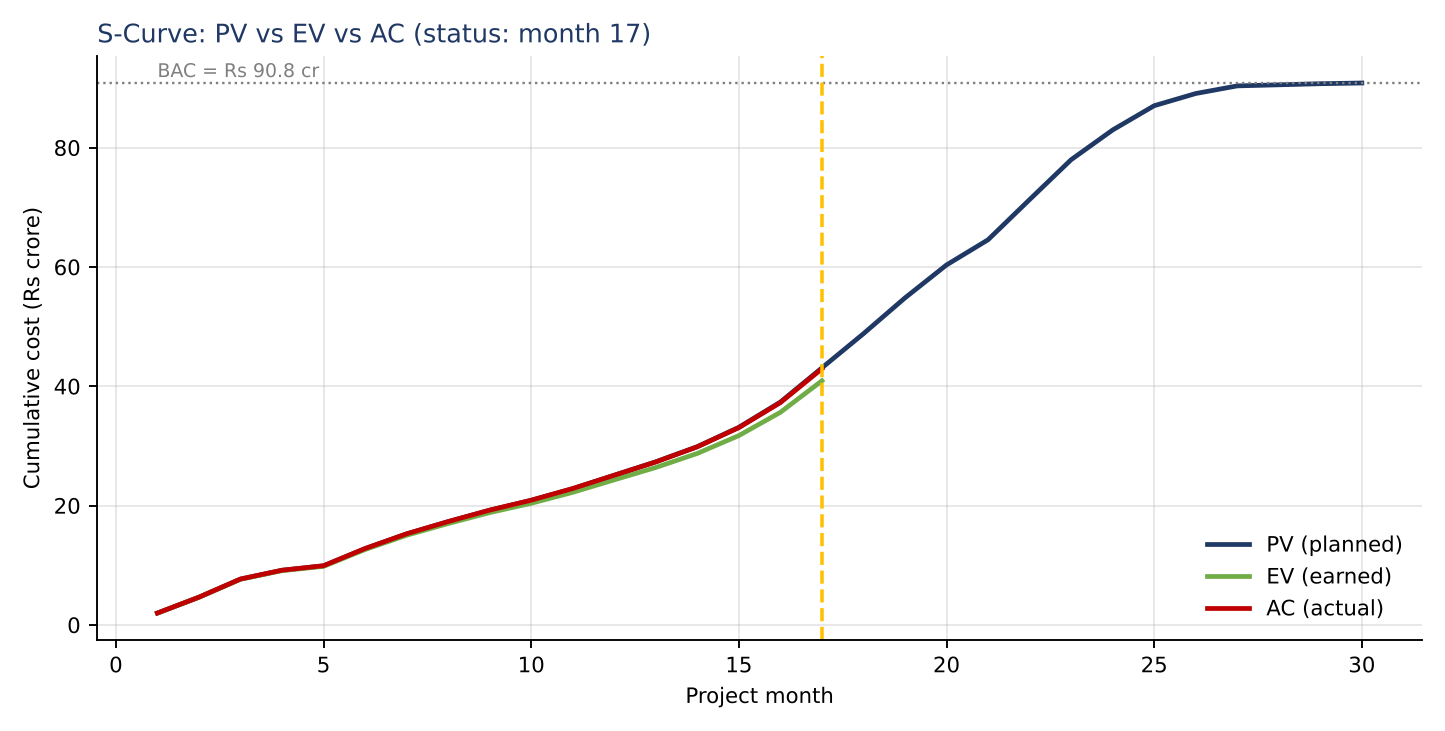 S-Curve: PV vs EV vs AC (status: month 17)
BAC = Rs 90.8 cr
Cumulative cost (Rs crore)
80
60
40
20
0
PV (planned)
EV (earned)
AC (actual)
0 5 10 15 20 25 30
Project month